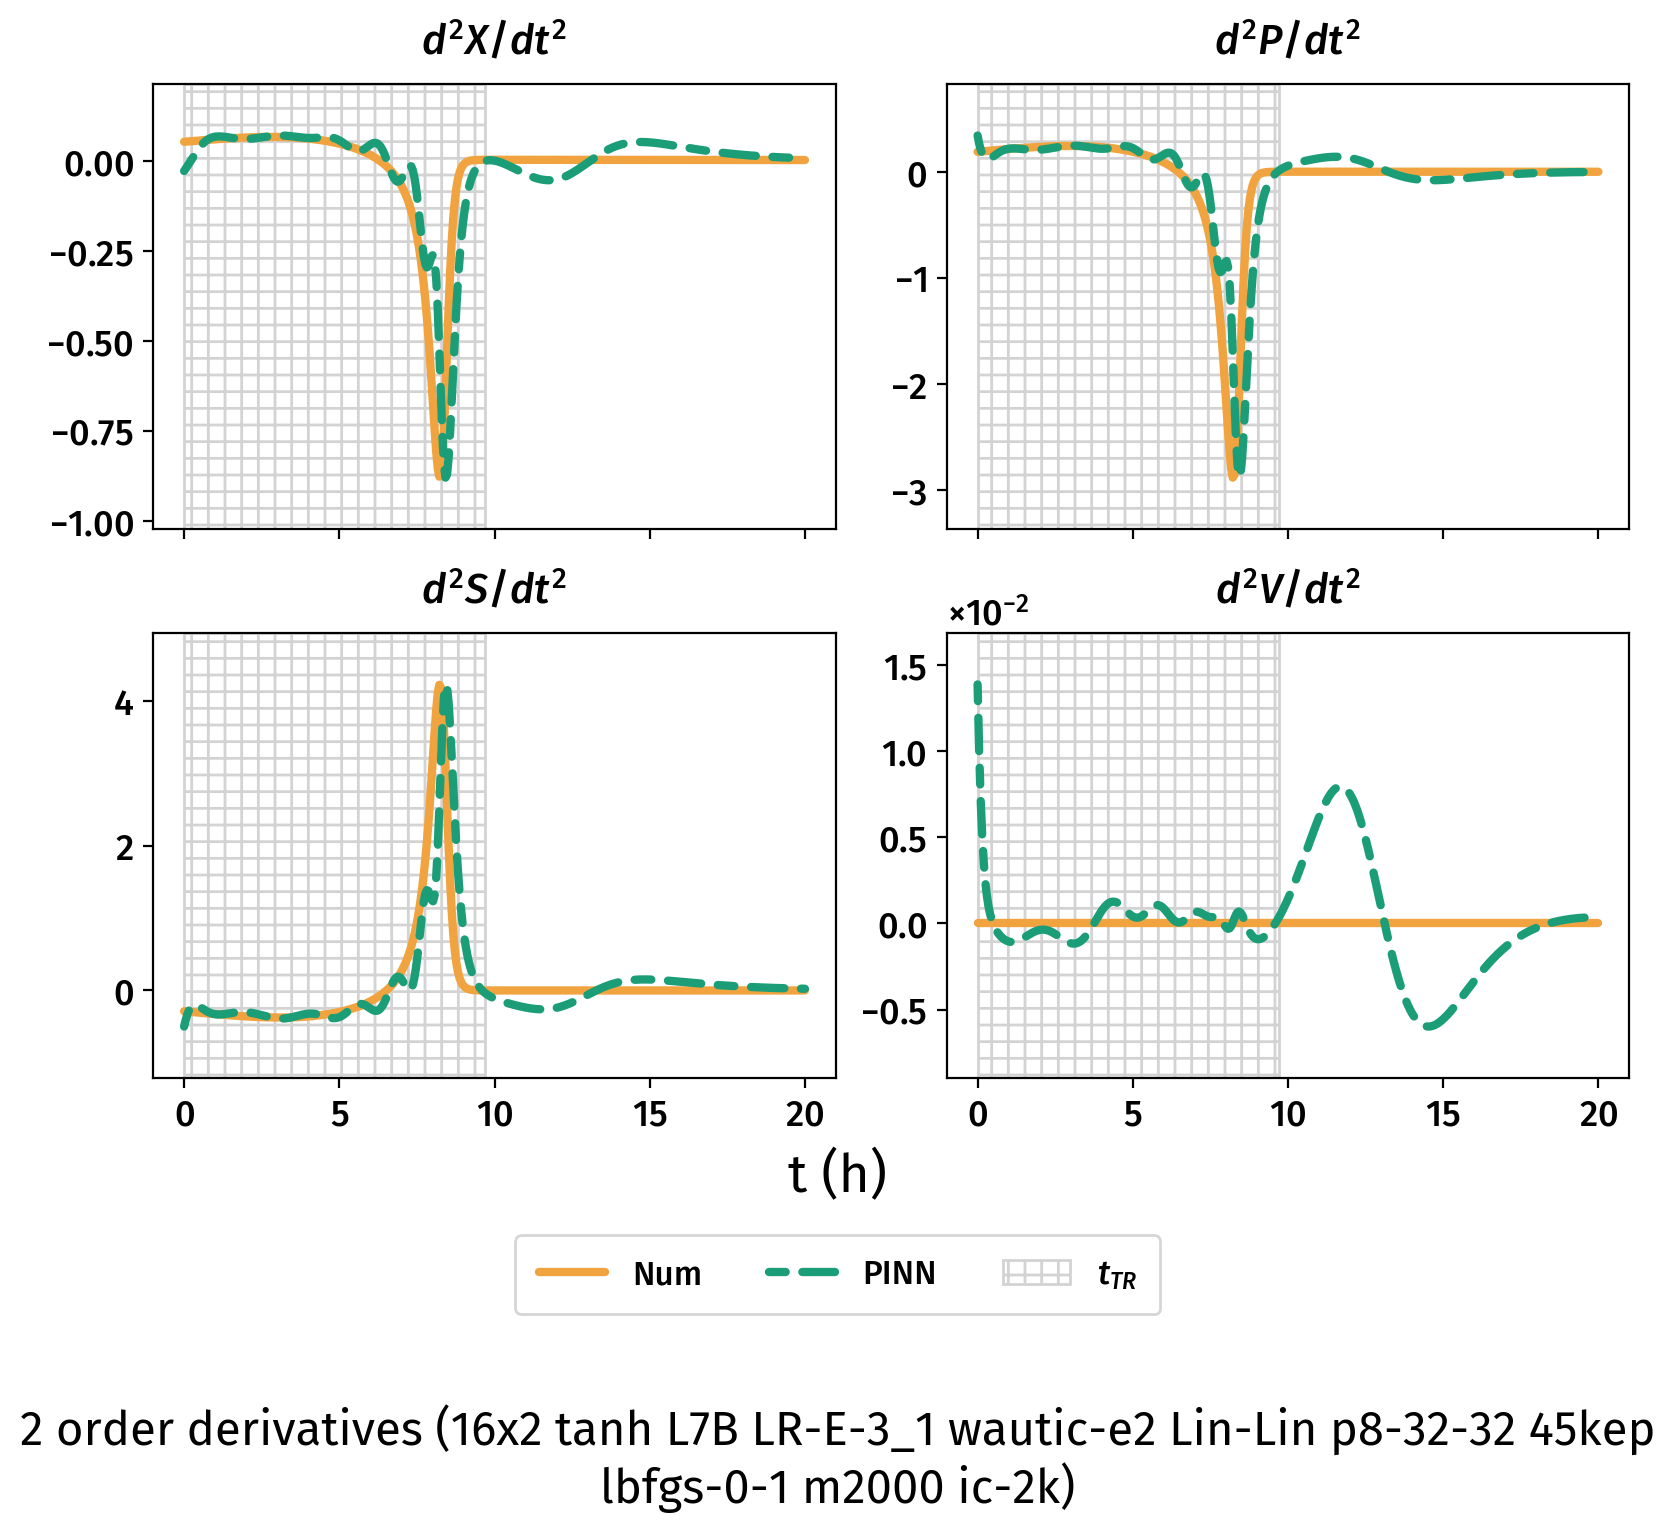 d²X/dt²
d²P/dt²
0.00
−0.25
−0.50
−0.75
−1.00
0
−1
−2
−3
d²S/dt²
d²V/dt²
×10⁻²
4
2
0
1.5
1.0
0.5
0.0
−0.5
0 5 10 15 20
0 5 10 15 20
t (h)
Num PINN t_TR
2 order derivatives (16x2 tanh L7B LR-E-3_1 wautic-e2 Lin-Lin p8-32-32 45kep
lbfgs-0-1 m2000 ic-2k)